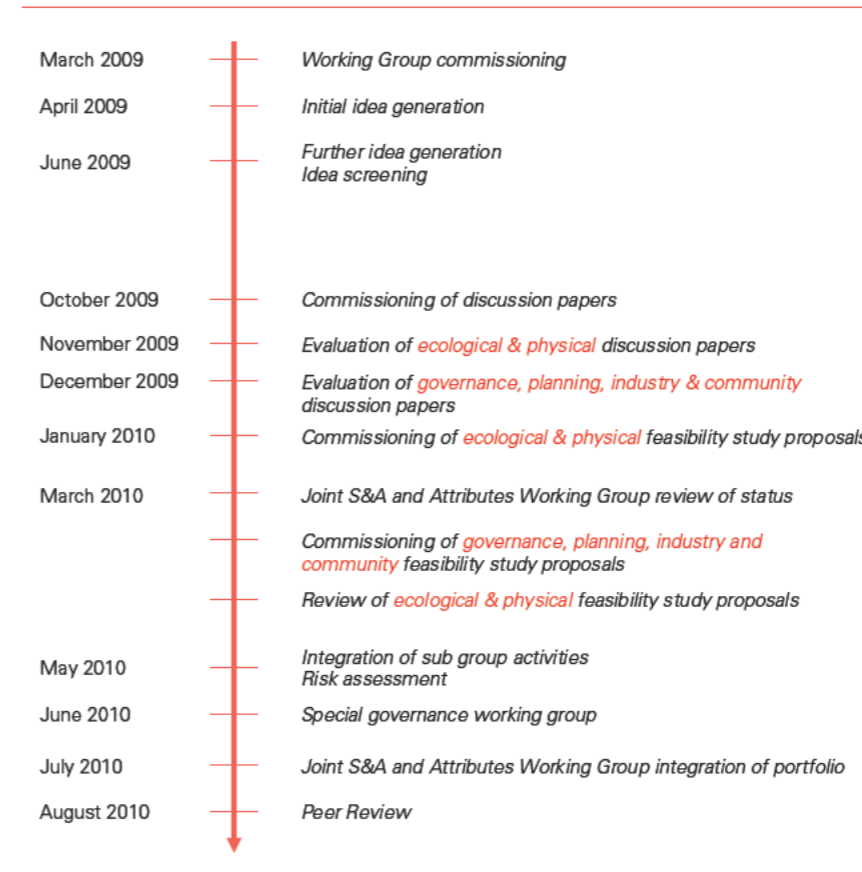 March 2009 Working Group commissioning
April 2009 Initial idea generation
Further idea generation
June 2009
Idea screening
October 2009 Commissioning of discussion papers
November 2009 Evaluation of ecological & physical discussion papers
December 2009 Evaluation of governance, planning, industry & community
discussion papers
January 2010 Commissioning of ecological & physical feasibility study proposals
March 2010 Joint S&A and Attributes Working Group review of status
Commissioning of governance, planning, industry and
community feasibility study proposals
Review of ecological & physical feasibility study proposals
Integration of sub group activities
May 2010
Risk assessment
June 2010 Special governance working group
July 2010 Joint S&A and Attributes Working Group integration of portfolio
August 2010 Peer Review